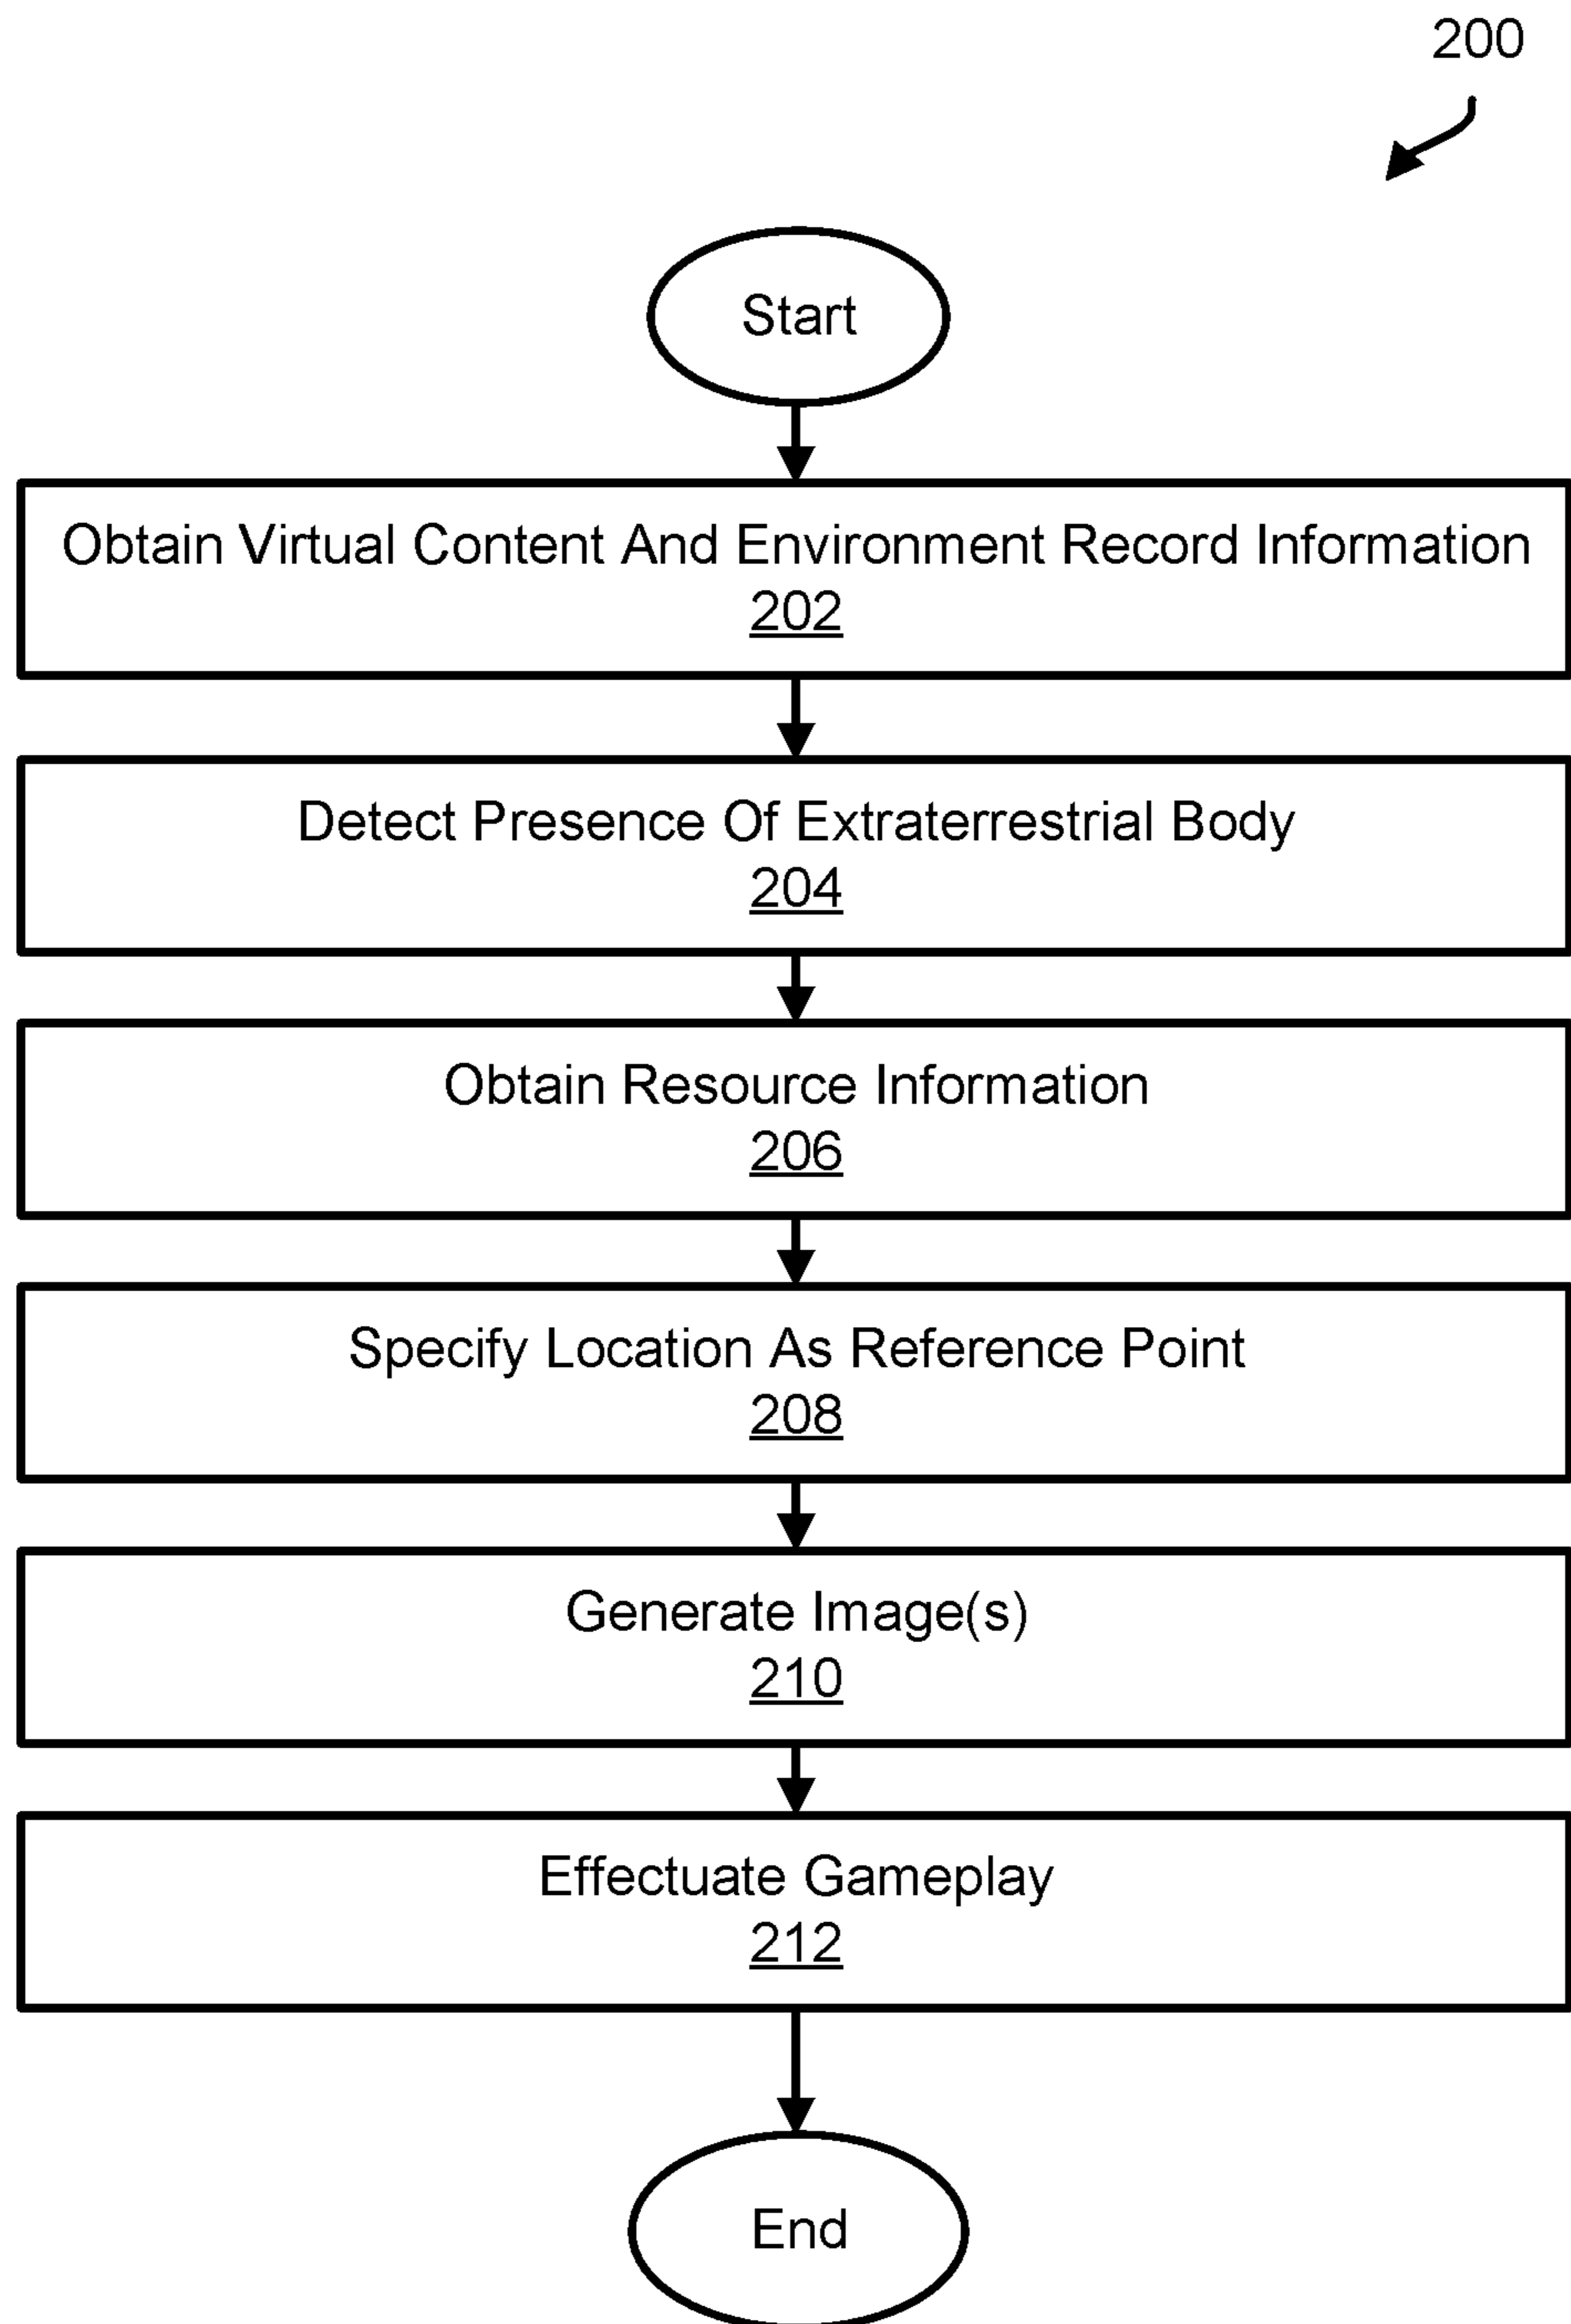 200
Start
Obtain Virtual Content And Environment Record Information
202
Detect Presence Of Extraterrestrial Body
204
Obtain Resource Information
206
Specify Location As Reference Point
208
Generate Image(s)
210
Effectuate Gameplay
212
End